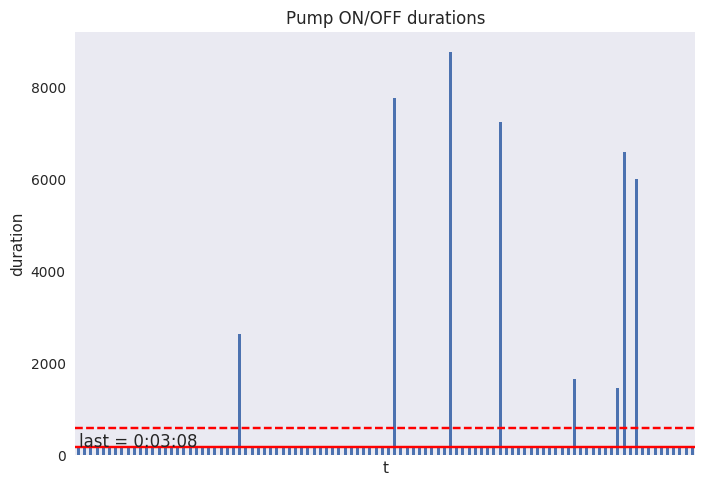 Pump ON/OFF durations
8000
6000
4000
2000
0
duration
last = 0:03:08
t